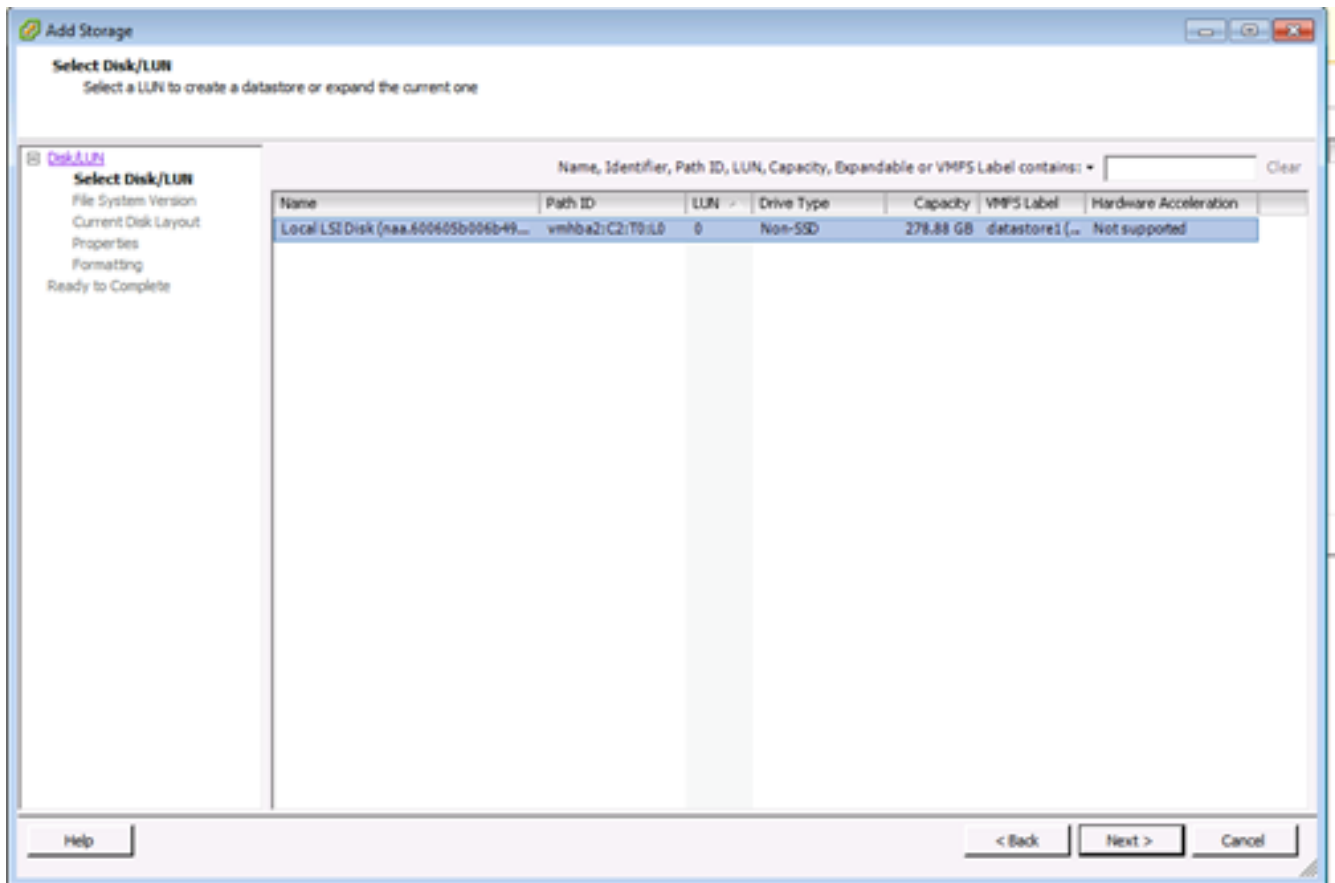 Add Storage
Select Disk/LUN
Select a LUN to create a datastore or expand the current one
Disk/LUN
Select Disk/LUN
File System Version
Current Disk Layout
Properties
Formatting
Ready to Complete
Name, Identifier, Path ID, LUN, Capacity, Expandable or VMFS Label contains: Clear
Name Path ID LUN Drive Type Capacity VMFS Label Hardware Acceleration
Local LSI Disk (naa.600605b006b49... vmhba2:C2:T0:L0 0 Non-SSD 278.88 GB datastore1 (... Not supported
Help < Back Next > Cancel